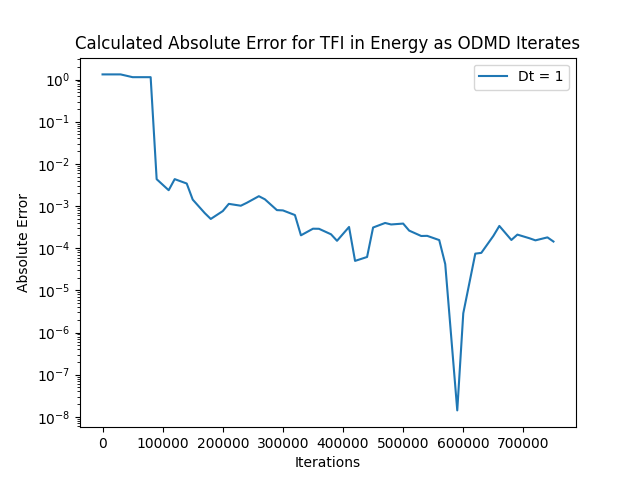 Calculated Absolute Error for TFI in Energy as ODMD Iterates
Dt = 1
Absolute Error
10⁰
10⁻¹
10⁻²
10⁻³
10⁻⁴
10⁻⁵
10⁻⁶
10⁻⁷
10⁻⁸
0 100000 200000 300000 400000 500000 600000 700000
Iterations